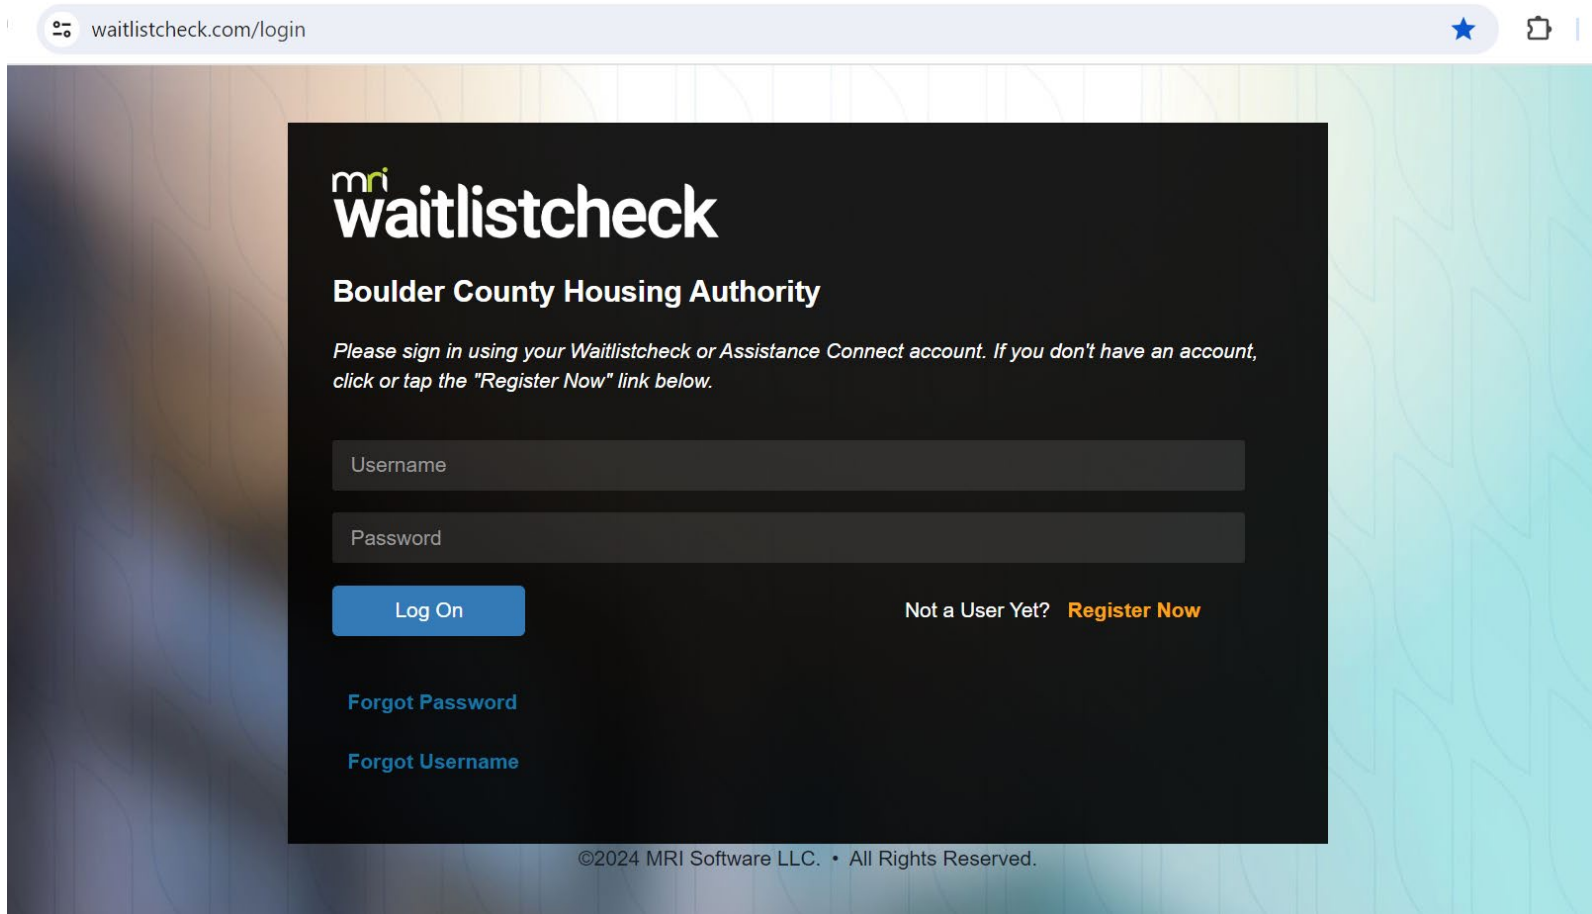 waitlistcheck.com/login
mri
waitlistcheck
Boulder County Housing Authority
Please sign in using your Waitlistcheck or Assistance Connect account. If you don't have an account,
click or tap the "Register Now" link below.
Username
Password
Log On
Not a User Yet? Register Now
Forgot Password
Forgot Username
©2024 MRI Software LLC. • All Rights Reserved.